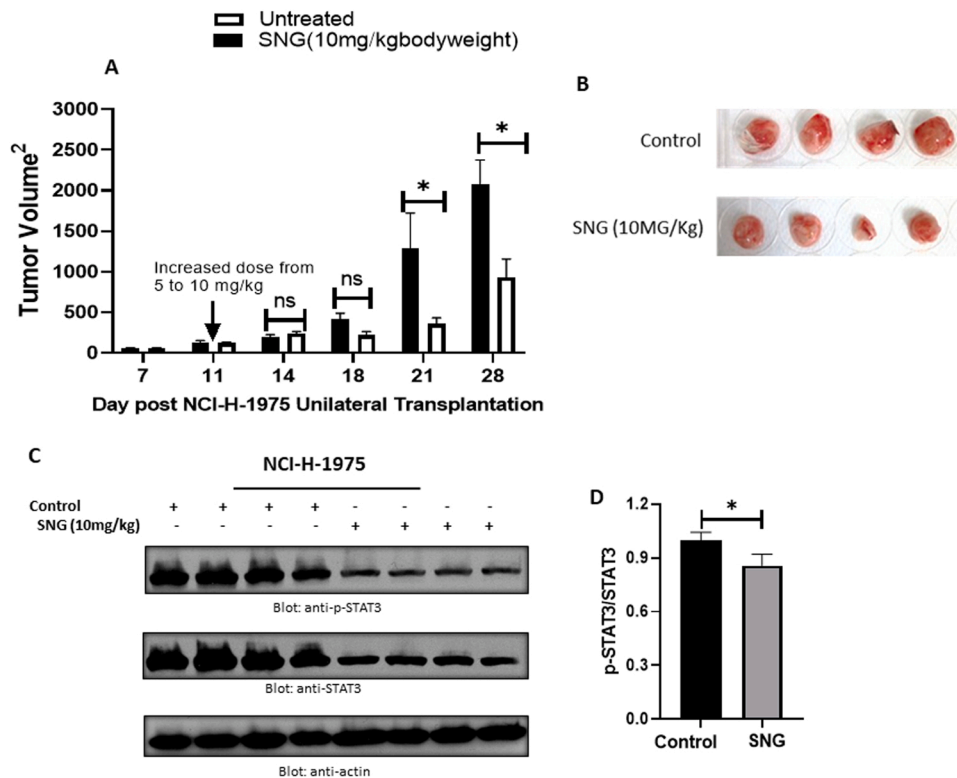 Untreated
SNG(10mg/kgbodyweight)
A
3000
2500
2000
1500
1000
500
0
Tumor Volume2
Increased dose from
5 to 10 mg/kg
ns
ns
*
*
7 11 14 18 21 28
Day post NCI-H-1975 Unilateral Transplantation
B
Control
SNG (10MG/Kg)
C
NCI-H-1975
Control + + + + - - - -
SNG (10mg/kg) - - - - + + + +
Blot: anti-p-STAT3
Blot: anti-STAT3
Blot: anti-actin
D
1.2
0.9
0.6
0.3
0.0
p-STAT3/STAT3
*
Control SNG